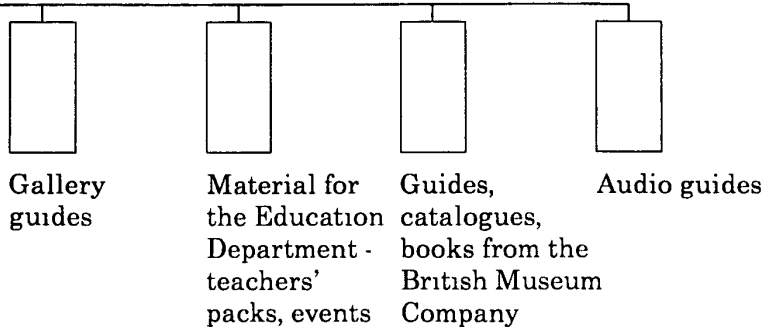 Gallery
guides
Material for
the Education
Department -
teachers'
packs, events
Guides,
catalogues,
books from the
British Museum
Company
Audio guides